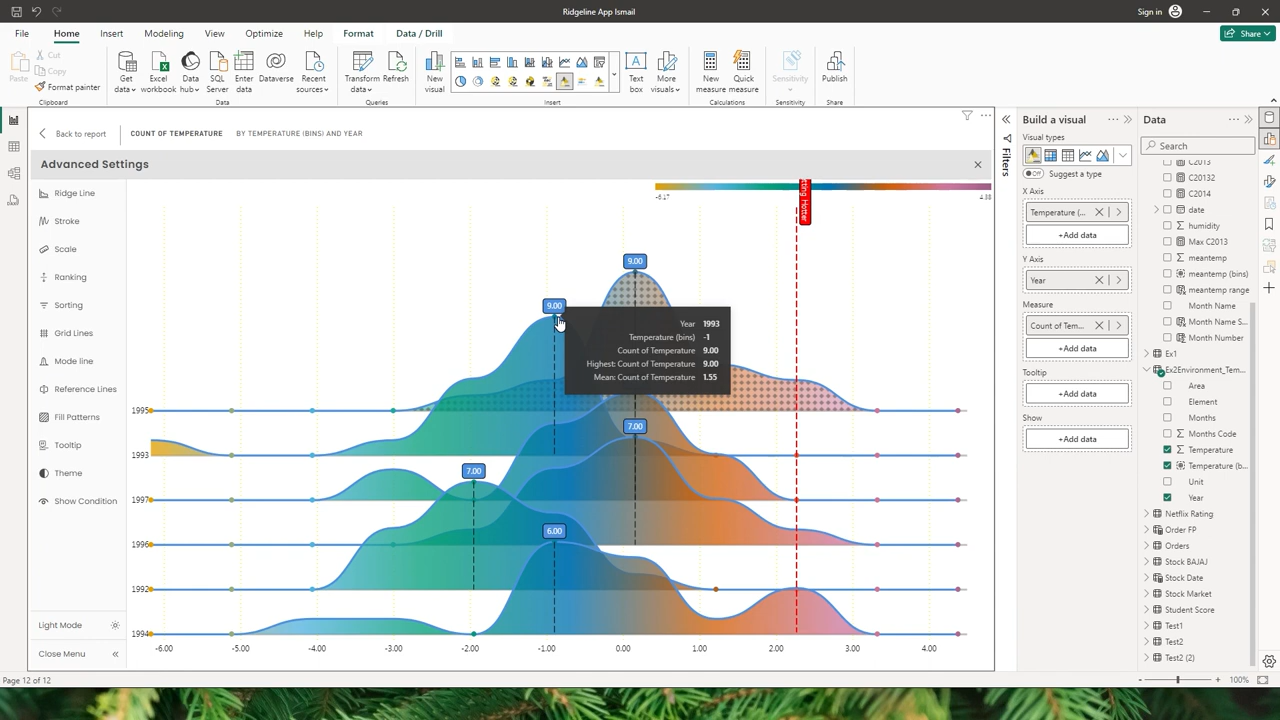 Ridgeline App Ismail
Sign in
File Home Insert Modeling View Optimize Help Format Data / Drill
Share
Paste
Cut
Copy
Format painter
Clipboard
Get data
Excel workbook
Data hub
SQL Server
Enter data
Dataverse
Recent sources
Data
Transform data
Refresh
Queries
New visual
Text box
More visuals
Insert
New measure
Quick measure
Calculations
Sensitivity
Sensitivity
Publish
Share
Back to report
COUNT OF TEMPERATURE
BY TEMPERATURE (BINS) AND YEAR
Advanced Settings
Ridge Line
Stroke
Scale
Ranking
Sorting
Grid Lines
Mode line
Reference Lines
Fill Patterns
Tooltip
Theme
Show Condition
Light Mode
Close Menu
-6.17
4.88
tting Hotter
9.00
9.00
7.00
7.00
6.00
Year 1993
Temperature (bins) -1
Count of Temperature 9.00
Highest: Count of Temperature 9.00
Mean: Count of Temperature 1.55
1995
1993
1997
1996
1992
1994
-6.00 -5.00 -4.00 -3.00 -2.00 -1.00 0.00 1.00 2.00 3.00 4.00
Filters
Build a visual
Visual types
Off
Suggest a type
X Axis
Temperature (...
+Add data
Y Axis
Year
Measure
Count of Tem...
+Add data
Tooltip
+Add data
Show
+Add data
Data
Search
C2013
C20132
C2014
date
humidity
Max C2013
meantemp
meantemp (bins)
meantemp range
Month Name
Month Name S...
Month Number
Ex1
Ex2Environment_Tem...
Area
Element
Months
Months Code
Temperature
Temperature (b...
Unit
Year
Netflix Rating
Order FP
Orders
Stock BAJAJ
Stock Date
Stock Market
Student Score
Test1
Test2
Test2 (2)
Page 12 of 12
100%